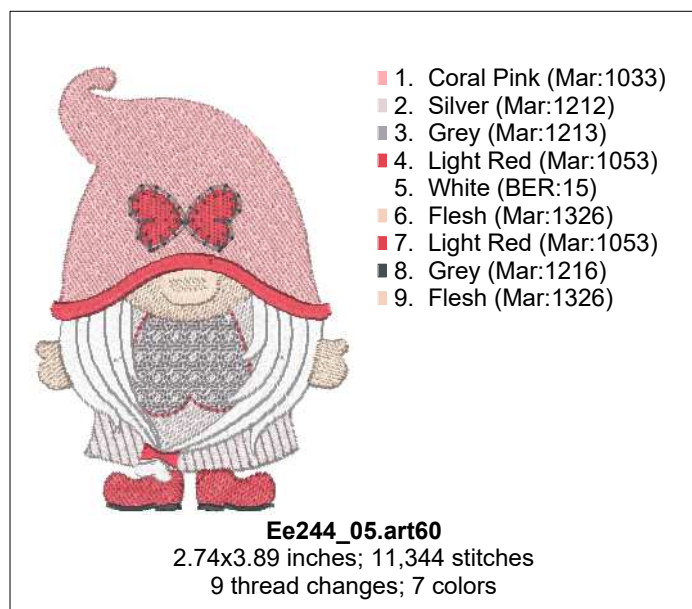 1. Coral Pink (Mar:1033)
2. Silver (Mar:1212)
3. Grey (Mar:1213)
4. Light Red (Mar:1053)
5. White (BER:15)
6. Flesh (Mar:1326)
7. Light Red (Mar:1053)
8. Grey (Mar:1216)
9. Flesh (Mar:1326)
Ee244_05.art60
2.74x3.89 inches; 11,344 stitches
9 thread changes; 7 colors